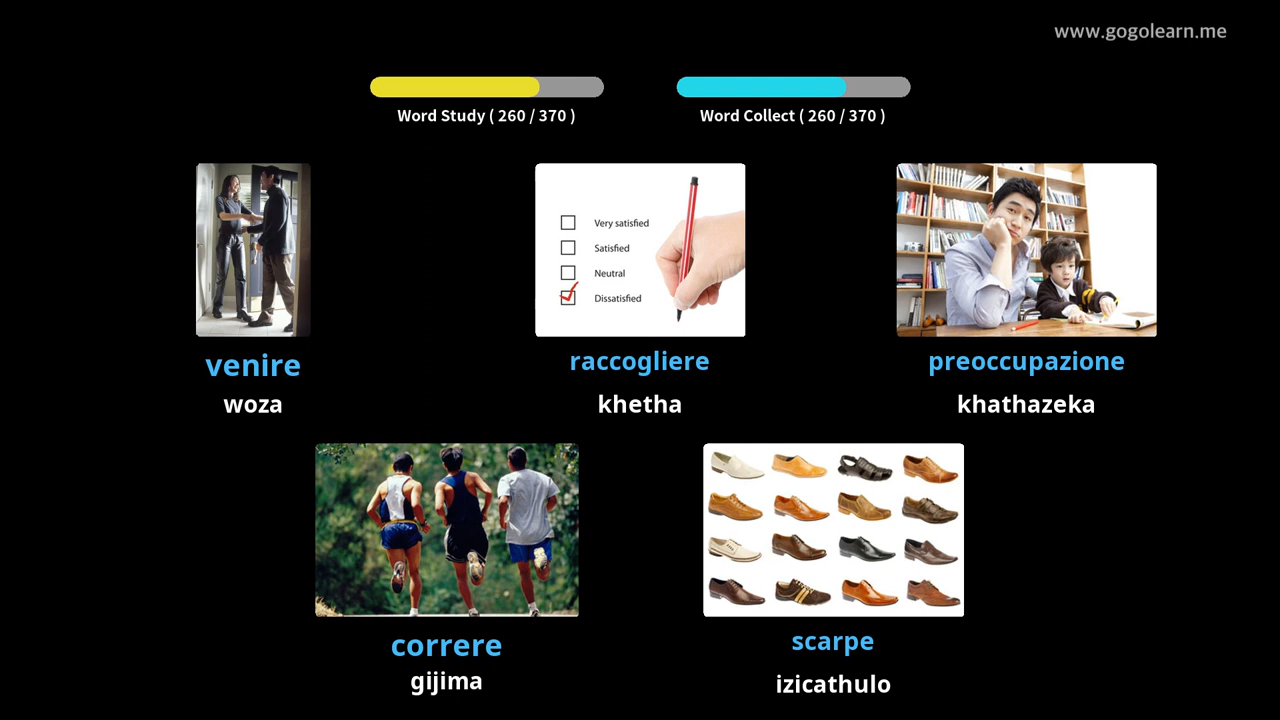 www.gogolearn.me
Word Study ( 260 / 370 )
Word Collect ( 260 / 370 )
Very satisfied
Satisfied
Neutral
Dissatisfied
venire
woza
raccogliere
khetha
preoccupazione
khathazeka
correre
gijima
scarpe
izicathulo